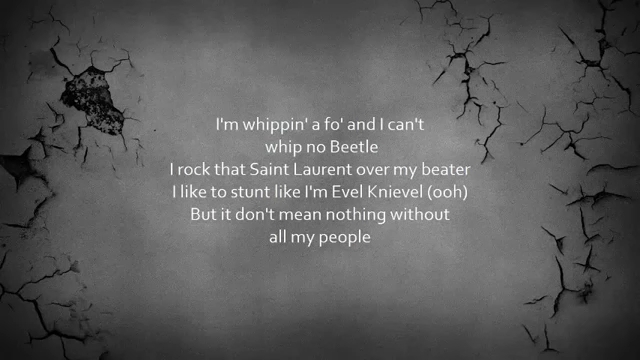 I'm whippin' a fo' and I can't
whip no Beetle
I rock that Saint Laurent over my beater
I like to stunt like I'm Evel Knievel (ooh)
But it don't mean nothing without
all my people